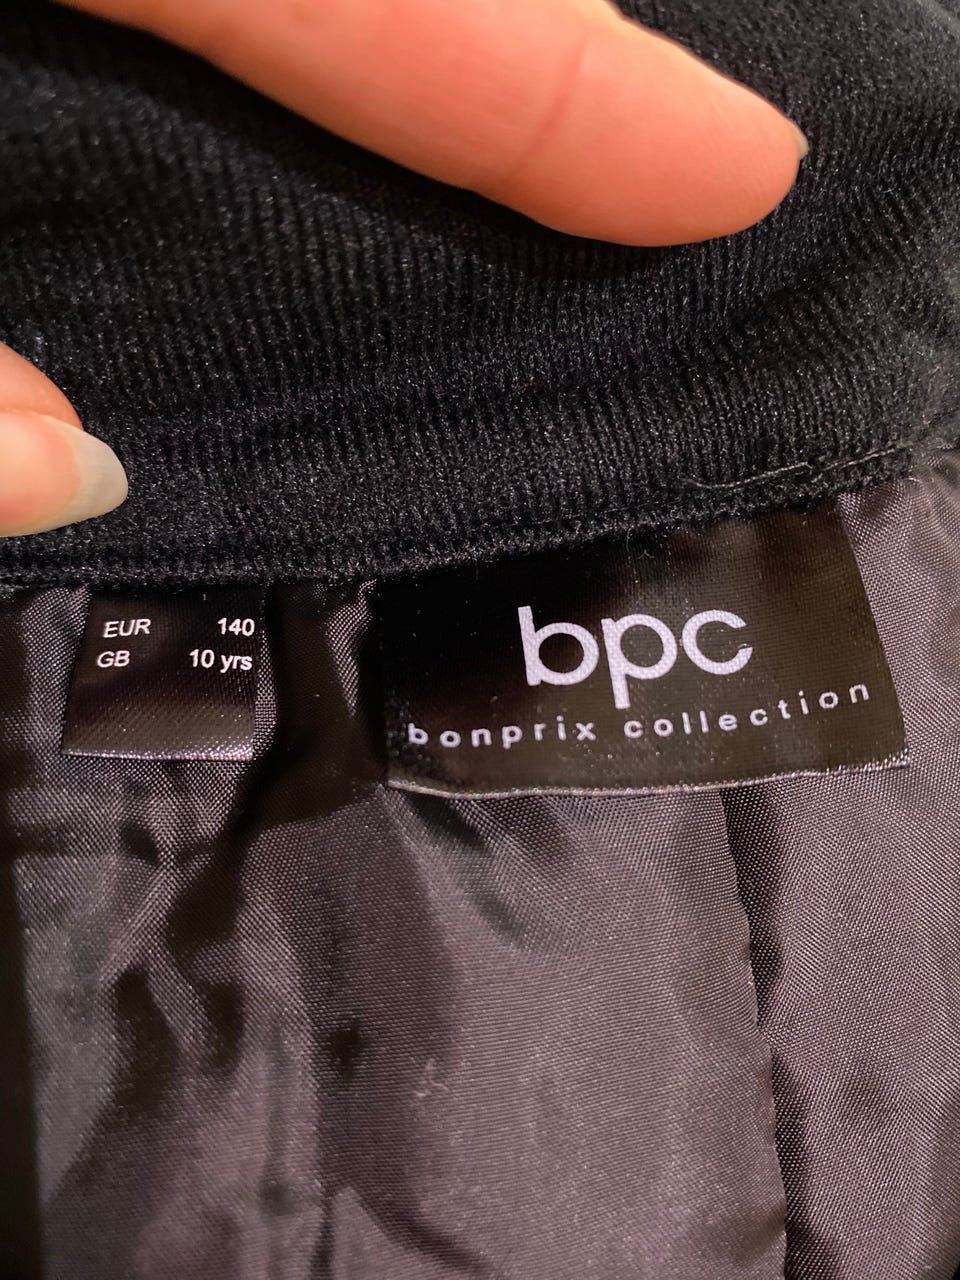 EUR 140
GB 10 yrs
bpc
bonprix collection